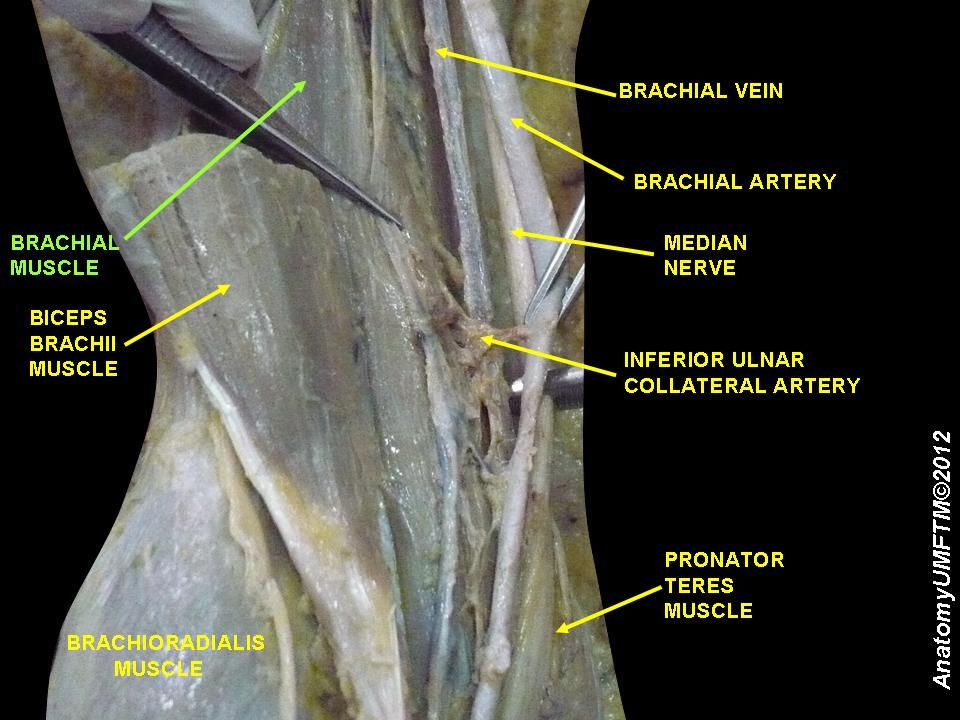 BRACHIAL VEIN
BRACHIAL ARTERY
BRACHIAL
MUSCLE
MEDIAN
NERVE
BICEPS
BRACHII
MUSCLE
INFERIOR ULNAR
COLLATERAL ARTERY
PRONATOR
TERES
MUSCLE
BRACHIORADIALIS
MUSCLE
AnatomyUMFTM©2012